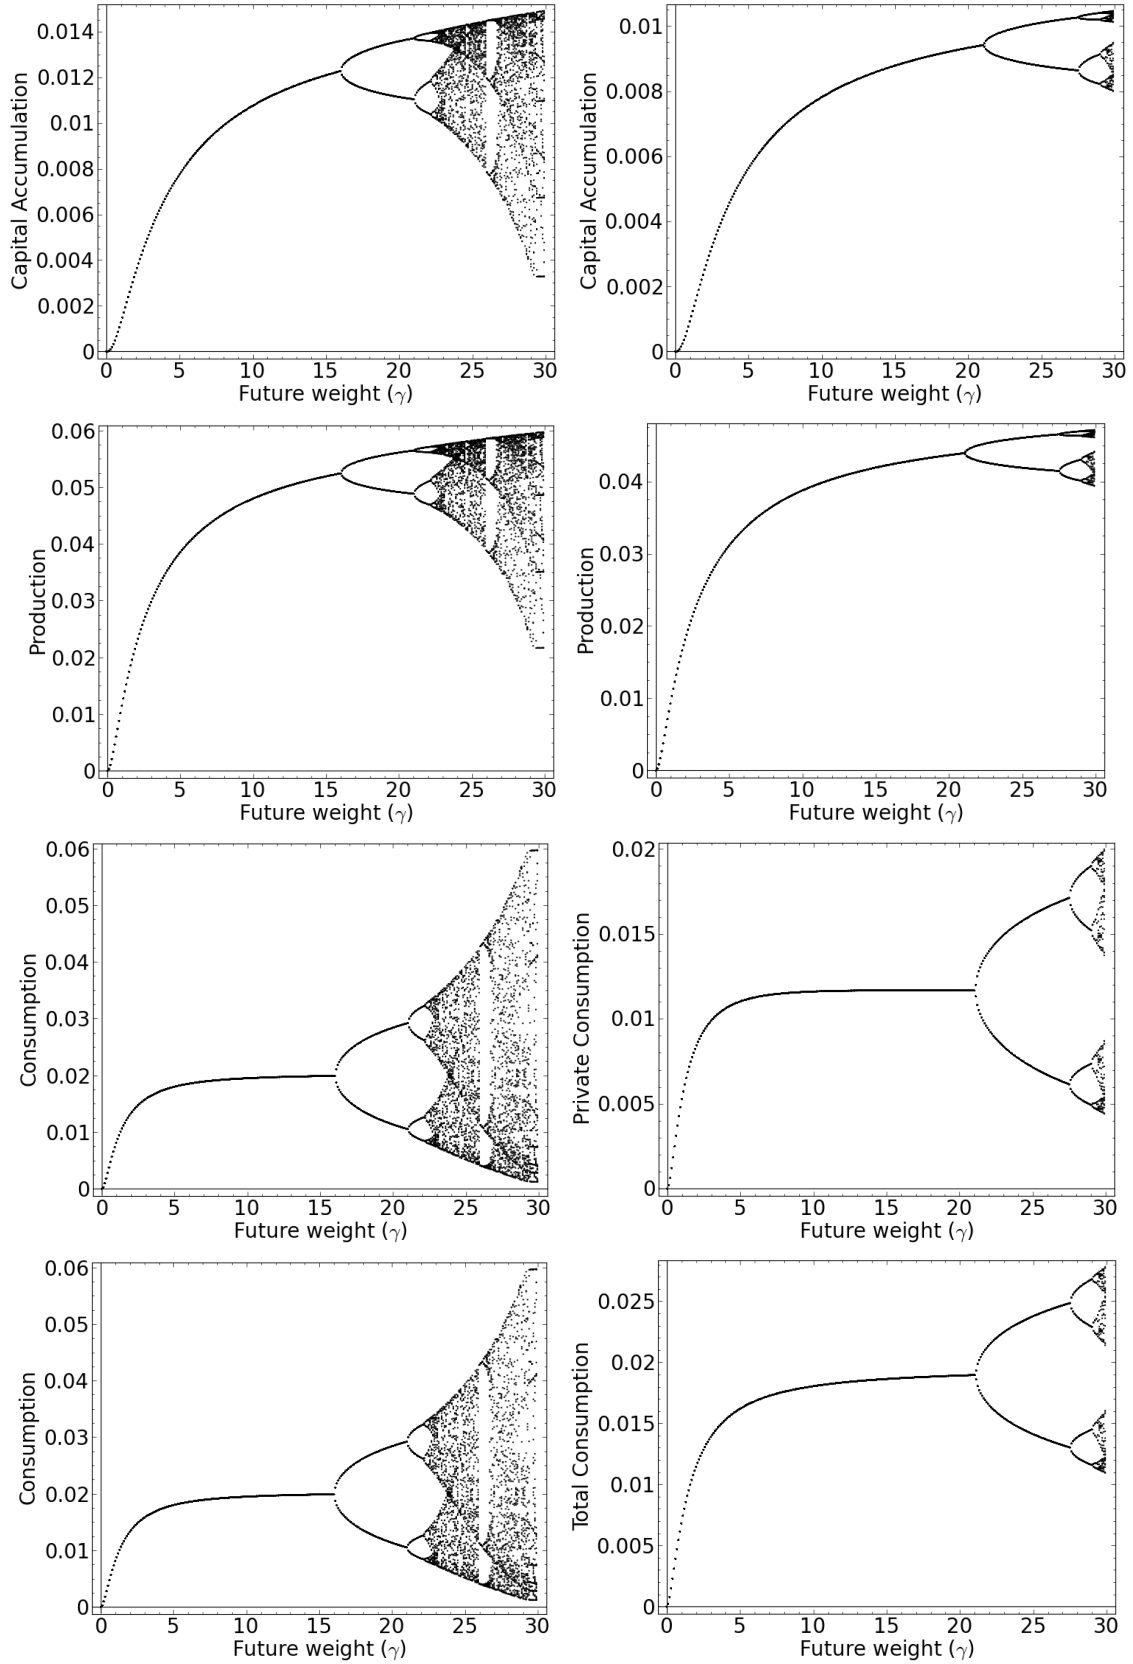 Capital Accumulation
0.014
0.012
0.01
0.008
0.006
0.004
0.002
0
0 5 10 15 20 25 30
Future weight (γ)
Capital Accumulation
0.01
0.008
0.006
0.004
0.002
0
0 5 10 15 20 25 30
Future weight (γ)
Production
0.06
0.05
0.04
0.03
0.02
0.01
0
0 5 10 15 20 25 30
Future weight (γ)
Production
0.04
0.03
0.02
0.01
0
0 5 10 15 20 25 30
Future weight (γ)
Consumption
0.06
0.05
0.04
0.03
0.02
0.01
0
0 5 10 15 20 25 30
Future weight (γ)
Private Consumption
0.02
0.015
0.01
0.005
0
0 5 10 15 20 25 30
Future weight (γ)
Consumption
0.06
0.05
0.04
0.03
0.02
0.01
0
0 5 10 15 20 25 30
Future weight (γ)
Total Consumption
0.025
0.02
0.015
0.01
0.005
0
0 5 10 15 20 25 30
Future weight (γ)